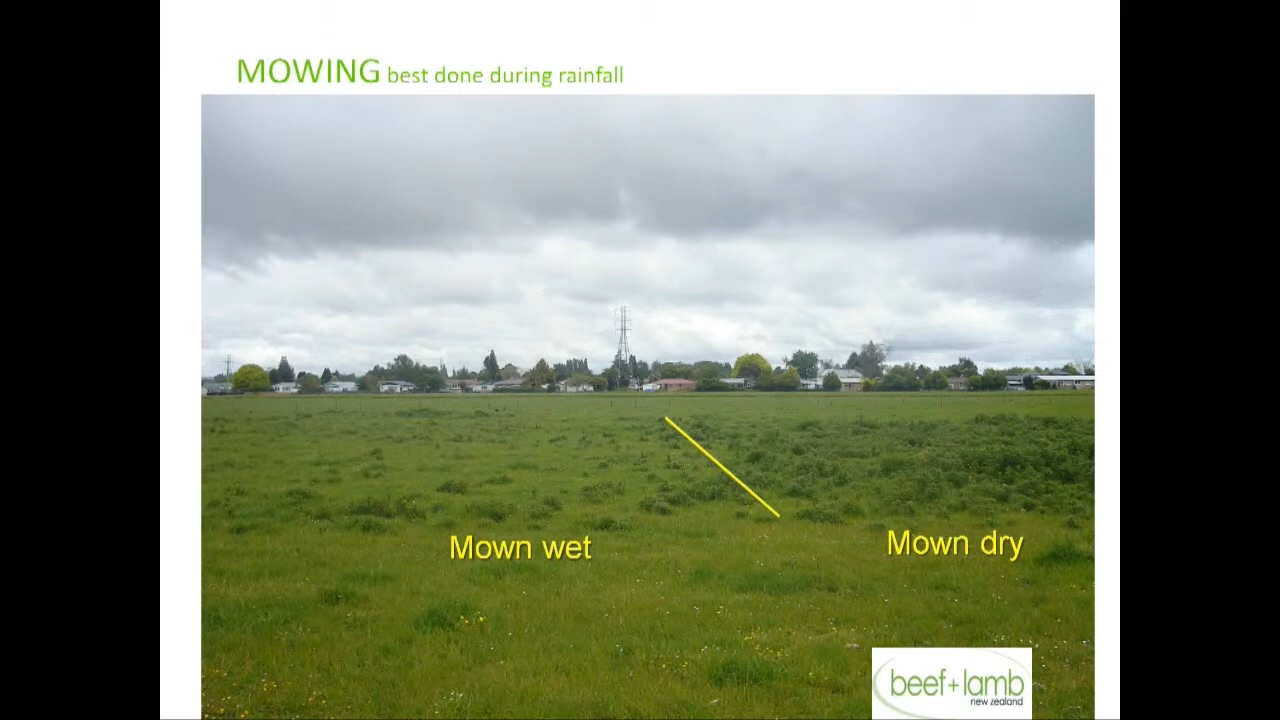 MOWING best done during rainfall
Mown wet
Mown dry
beef+lamb
new zealand